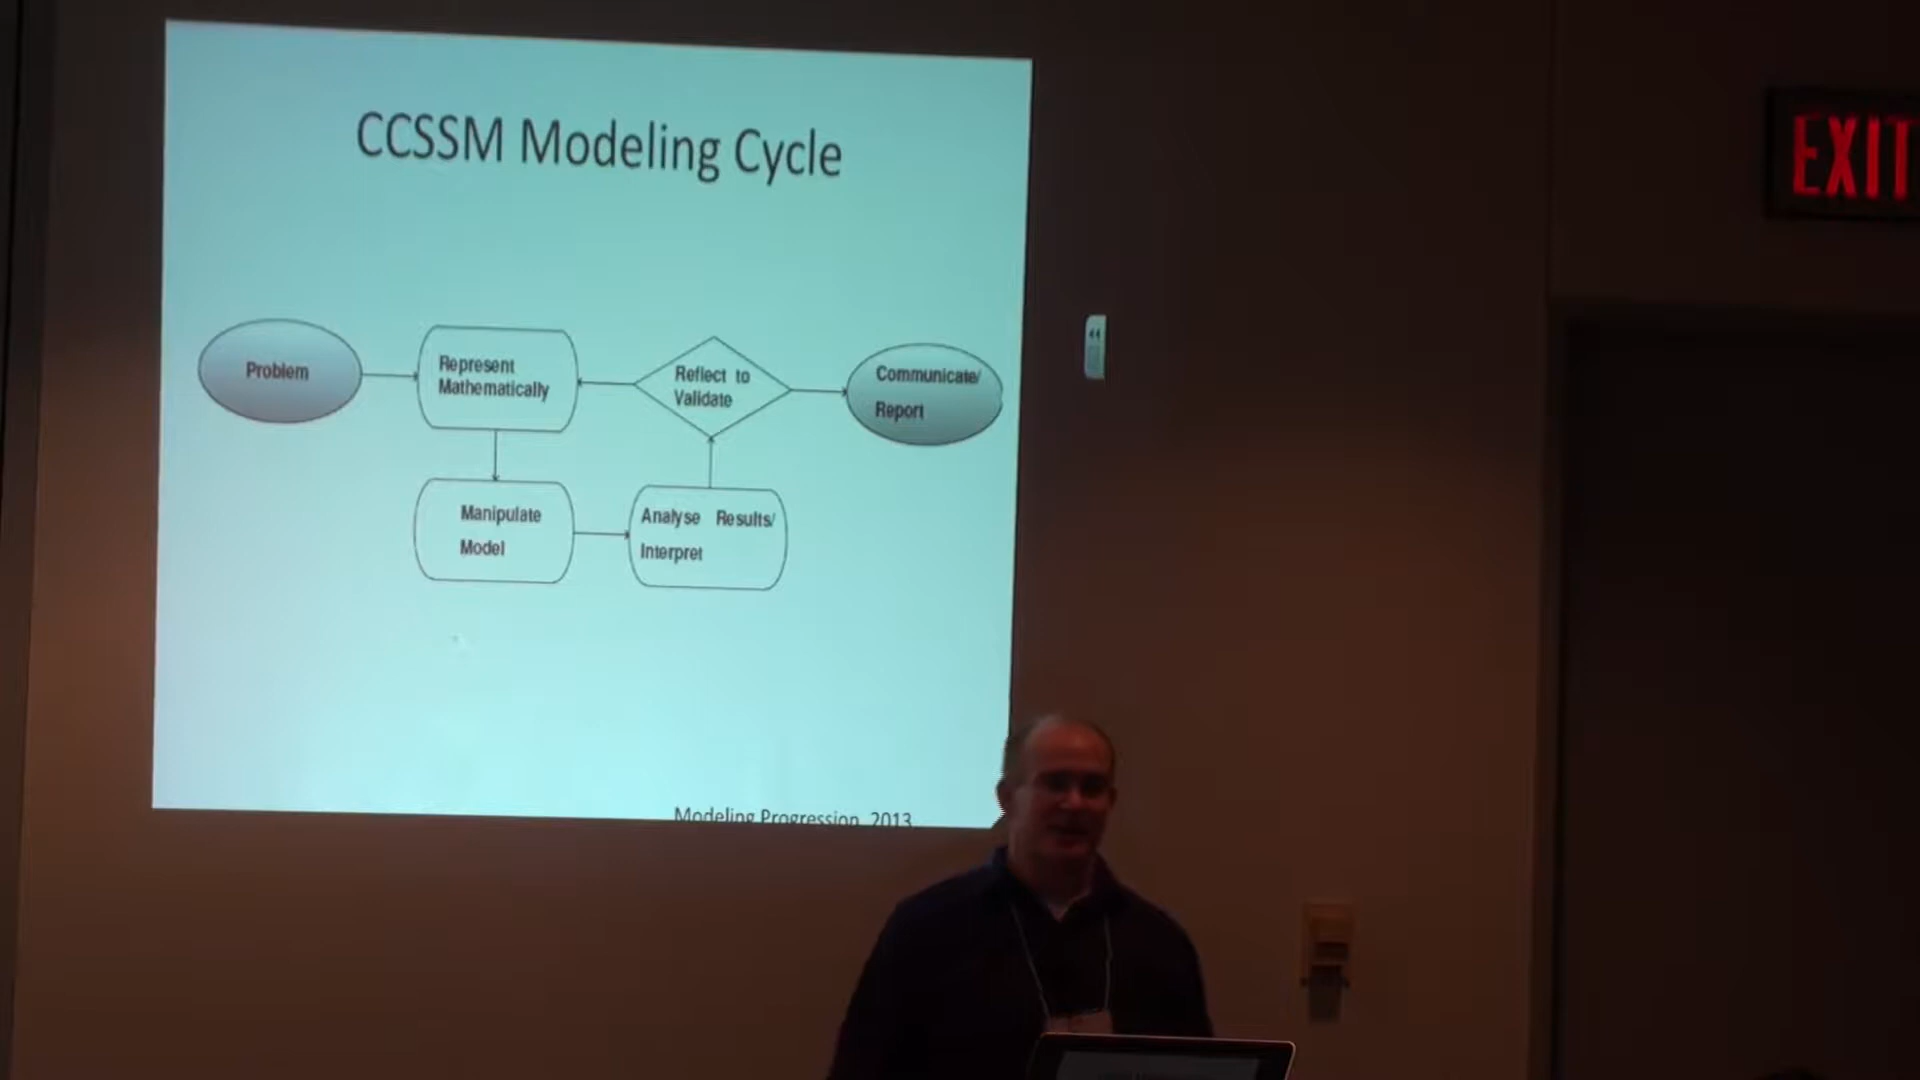 CCSSM Modeling Cycle
EXIT
Problem
Represent
Mathematically
Reflect to
Validate
Communicate/
Report
Manipulate
Model
Analyse Results/
Interpret
Modeling Progression, 2013